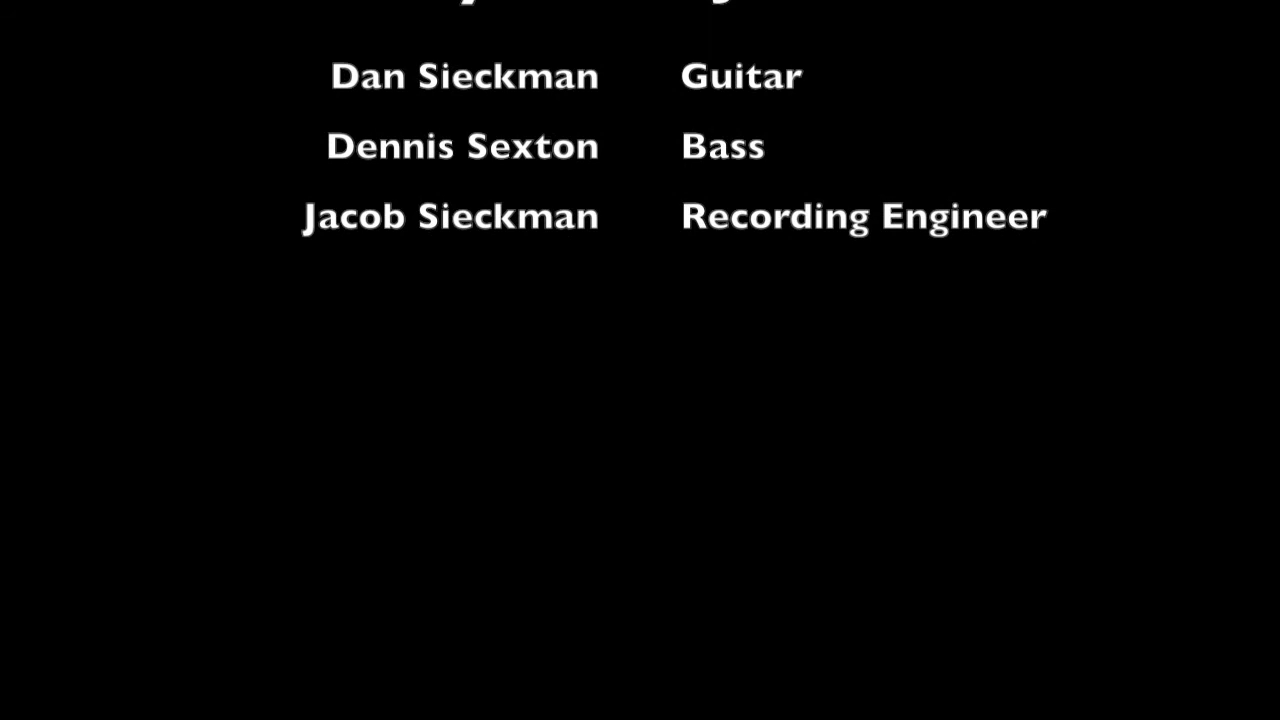 Dan Sieckman Guitar
Dennis Sexton Bass
Jacob Sieckman Recording Engineer